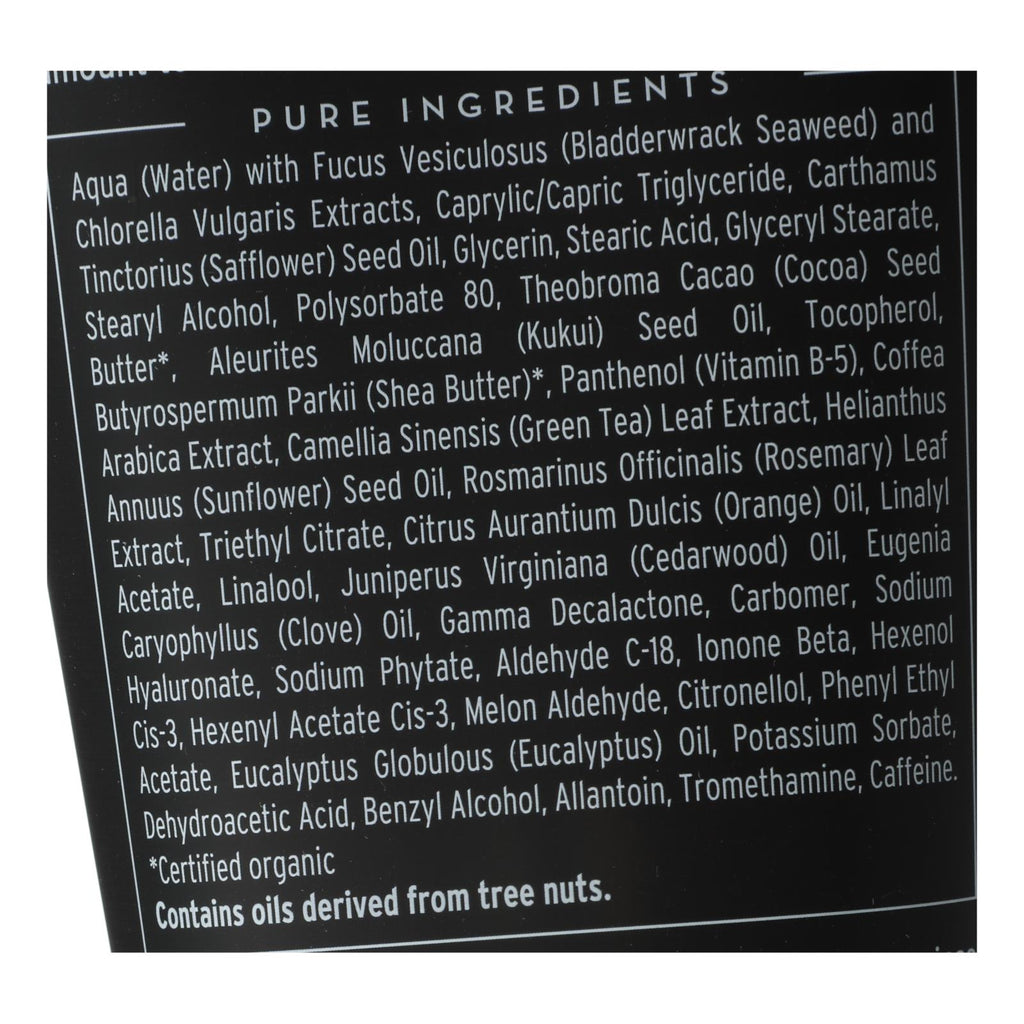 PURE INGREDIENTS
Aqua (Water) with Fucus Vesiculosus (Bladderwrack Seaweed) and
Chlorella Vulgaris Extracts, Caprylic/Capric Triglyceride, Carthamus
Tinctorius (Safflower) Seed Oil, Glycerin, Stearic Acid, Glyceryl Stearate,
Stearyl Alcohol, Polysorbate 80, Theobroma Cacao (Cocoa) Seed
Butter*, Aleurites Moluccana (Kukui) Seed Oil, Tocopherol,
Butyrospermum Parkii (Shea Butter)*, Panthenol (Vitamin B-5), Coffea
Arabica Extract, Camellia Sinensis (Green Tea) Leaf Extract, Helianthus
Annuus (Sunflower) Seed Oil, Rosmarinus Officinalis (Rosemary) Leaf
Extract, Triethyl Citrate, Citrus Aurantium Dulcis (Orange) Oil, Linalyl
Acetate, Linalool, Juniperus Virginiana (Cedarwood) Oil, Eugenia
Caryophyllus (Clove) Oil, Gamma Decalactone, Carbomer, Sodium
Hyaluronate, Sodium Phytate, Aldehyde C-18, Ionone Beta, Hexenol
Cis-3, Hexenyl Acetate Cis-3, Melon Aldehyde, Citronellol, Phenyl Ethyl
Acetate, Eucalyptus Globulous (Eucalyptus) Oil, Potassium Sorbate,
Dehydroacetic Acid, Benzyl Alcohol, Allantoin, Tromethamine, Caffeine.
*Certified organic
Contains oils derived from tree nuts.